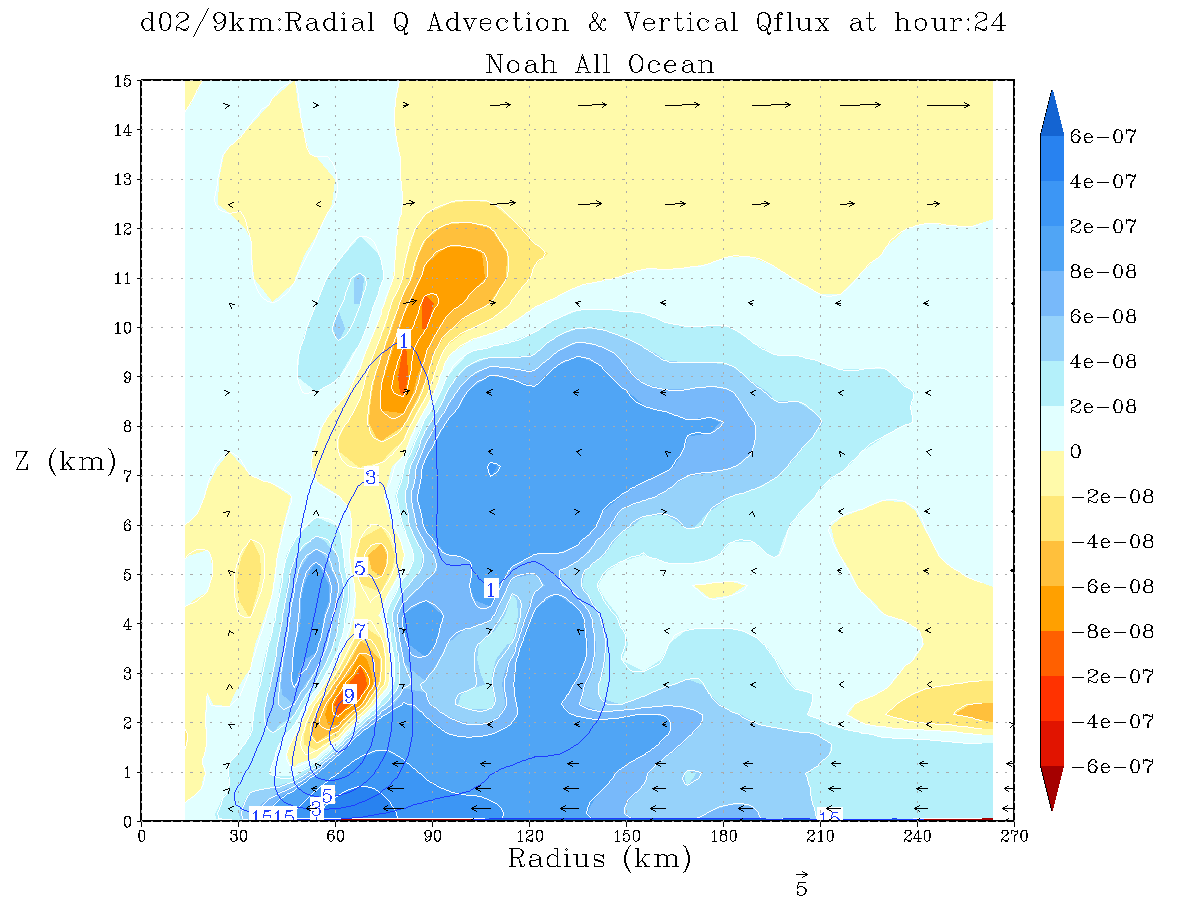 d02/9km:Radial Q Advection & Vertical Qflux at hour:24
Noah All Ocean
15
14
13
12
11
10
9
8
7
6
5
4
3
2
1
0
Z (km)
1
3
5
1
7
9
5
3
1515
15
0 30 60 90 120 150 180 210 240 270
Radius (km)
5
6e-07
4e-07
2e-07
8e-08
6e-08
4e-08
2e-08
0
-2e-08
-4e-08
-6e-08
-8e-08
-2e-07
-4e-07
-6e-07